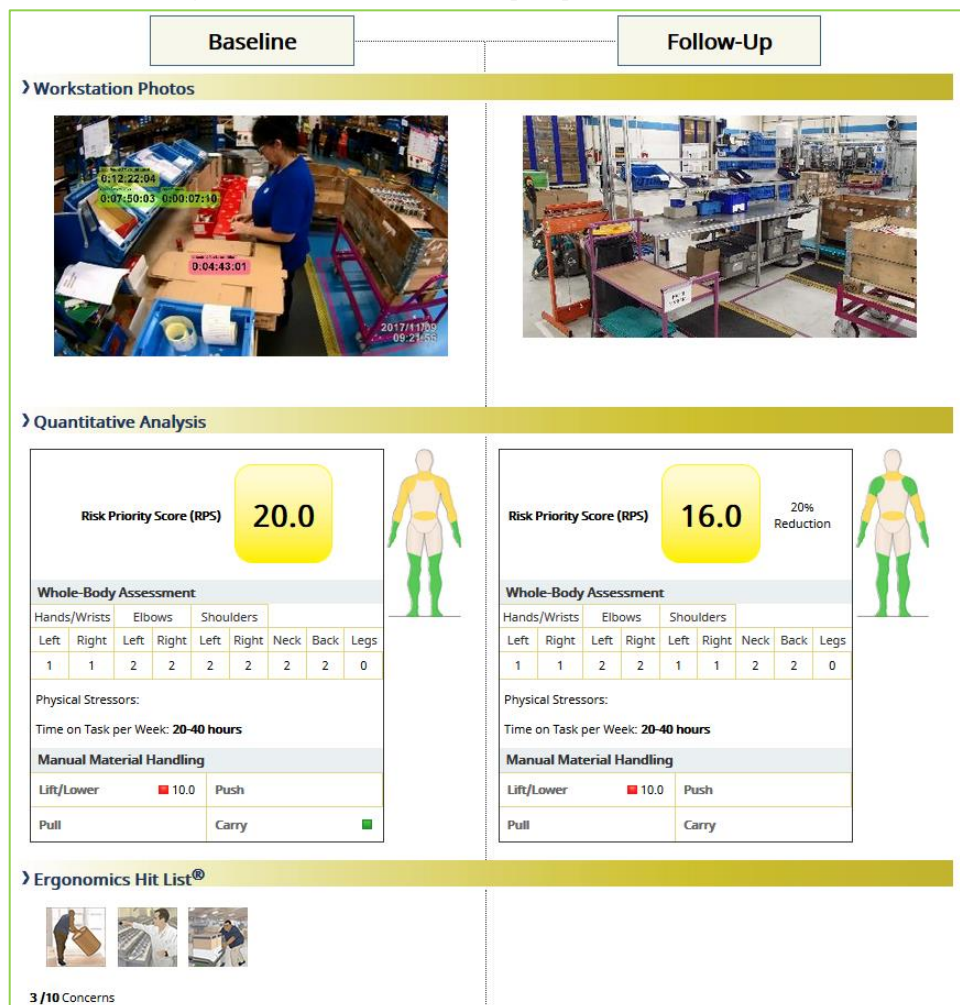 Baseline
Follow-Up
Workstation Photos
0:12:22:04
0:07:50:03 0:00:07:10
0:04:43:01
2017/11/09
09:21:55
Quantitative Analysis
Risk Priority Score (RPS) 20.0
Whole-Body Assessment
Hands/Wrists Elbows Shoulders
Left Right Left Right Left Right Neck Back Legs
1 1 2 2 2 2 2 2 0
Physical Stressors:
Time on Task per Week: 20-40 hours
Manual Material Handling
Lift/Lower 10.0 Push
Pull Carry
Risk Priority Score (RPS) 16.0 20%
Reduction
Whole-Body Assessment
Hands/Wrists Elbows Shoulders
Left Right Left Right Left Right Neck Back Legs
1 1 2 2 1 1 2 2 0
Physical Stressors:
Time on Task per Week: 20-40 hours
Manual Material Handling
Lift/Lower 10.0 Push
Pull Carry
Ergonomics Hit List®
3 /10 Concerns